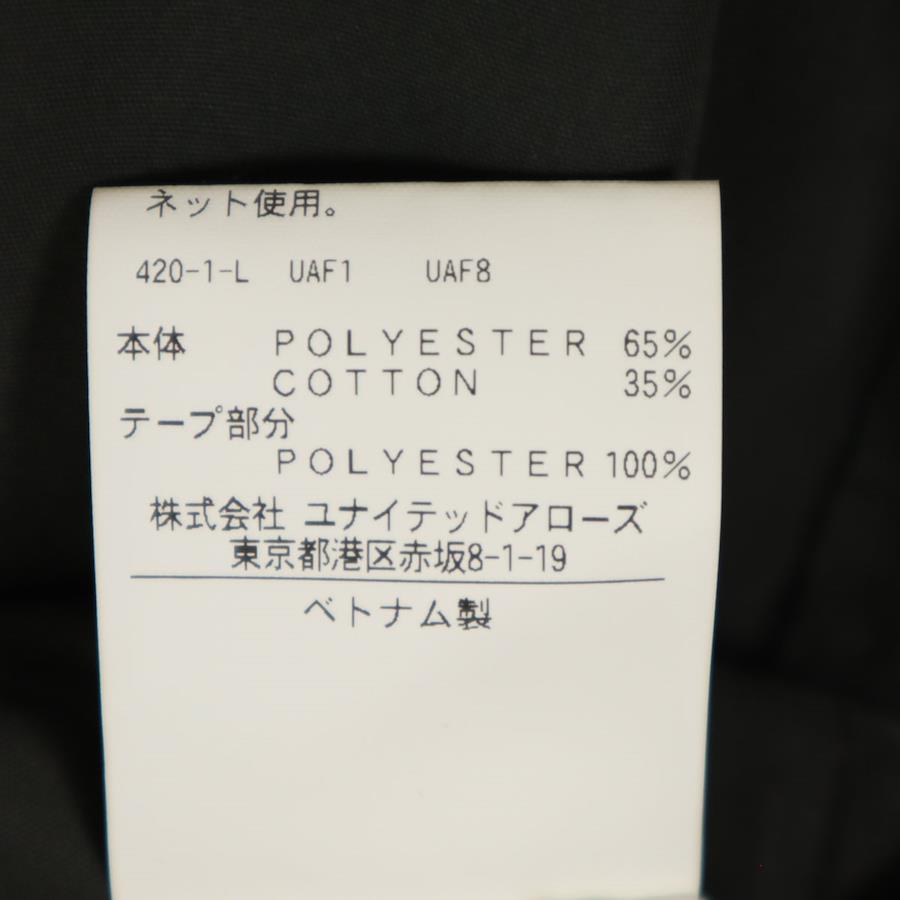 ネット使用。
420-1-L UAF1 UAF8
本体 POLYESTER 65%
COTTON 35%
テープ部分
POLYESTER 100%
株式会社 ユナイテッドアローズ
東京都港区赤坂8-1-19
ベトナム製